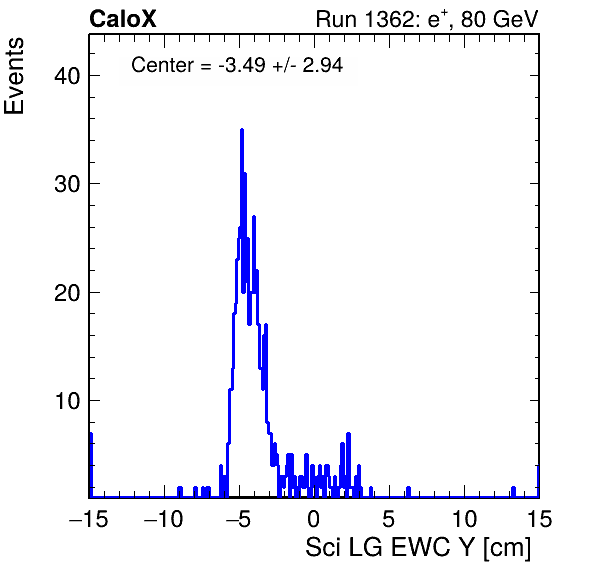 CaloX Run 1362: e⁺, 80 GeV
Center = -3.49 +/- 2.94
Events
40
30
20
10
−15 −10 −5 0 5 10 15
Sci LG EWC Y [cm]